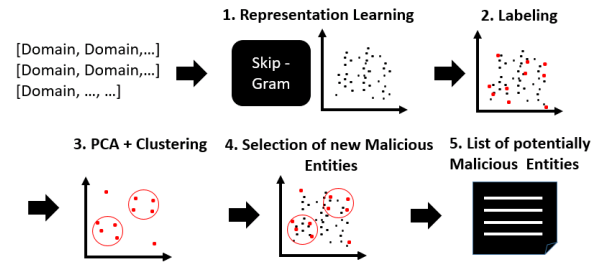 1. Representation Learning
2. Labeling
[Domain, Domain,...]
[Domain, Domain,...]
[Domain, ..., ...]
Skip -
Gram
3. PCA + Clustering
4. Selection of new Malicious
Entities
5. List of potentially
Malicious Entities